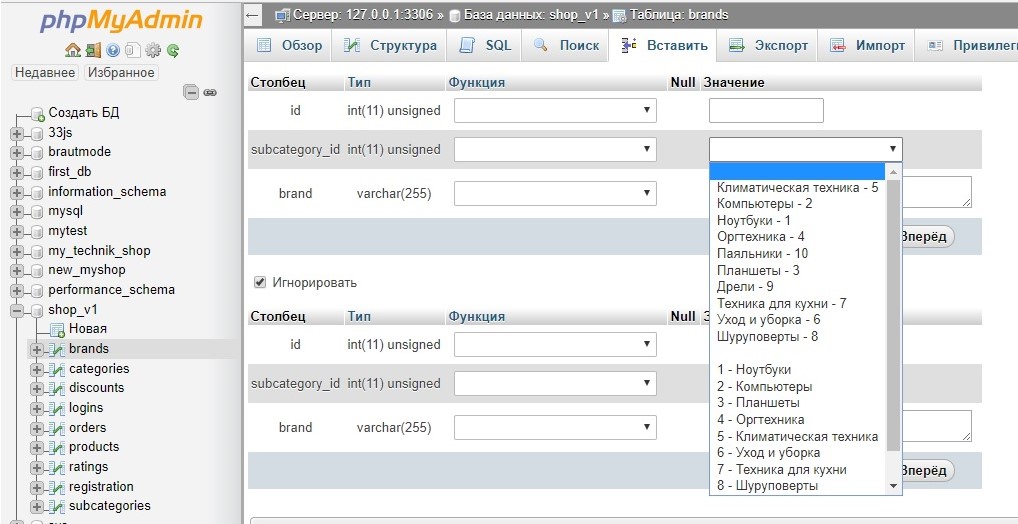 phpMyAdmin
Недавнее Избранное
Создать БД
33js
brautmode
first_db
information_schema
mysql
mytest
my_technik_shop
new_myshop
performance_schema
shop_v1
Новая
brands
categories
discounts
logins
orders
products
ratings
registration
subcategories
Сервер: 127.0.0.1:3306 » База данных: shop_v1 » Таблица: brands
Обзор Структура SQL Поиск Вставить Экспорт Импорт Привилег
Столбец Тип Функция Null Значение
id int(11) unsigned
subcategory_id int(11) unsigned
brand varchar(255)
Климатическая техника - 5
Компьютеры - 2
Ноутбуки - 1
Оргтехника - 4
Паяльники - 10
Планшеты - 3
Дрели - 9
Техника для кухни - 7
Уход и уборка - 6
Шуруповерты - 8
1 - Ноутбуки
2 - Компьютеры
3 - Планшеты
4 - Оргтехника
5 - Климатическая техника
6 - Уход и уборка
7 - Техника для кухни
8 - Шуруповерты
Вперёд
Игнорировать
Столбец Тип Функция Null
id int(11) unsigned
subcategory_id int(11) unsigned
brand varchar(255)
Вперёд